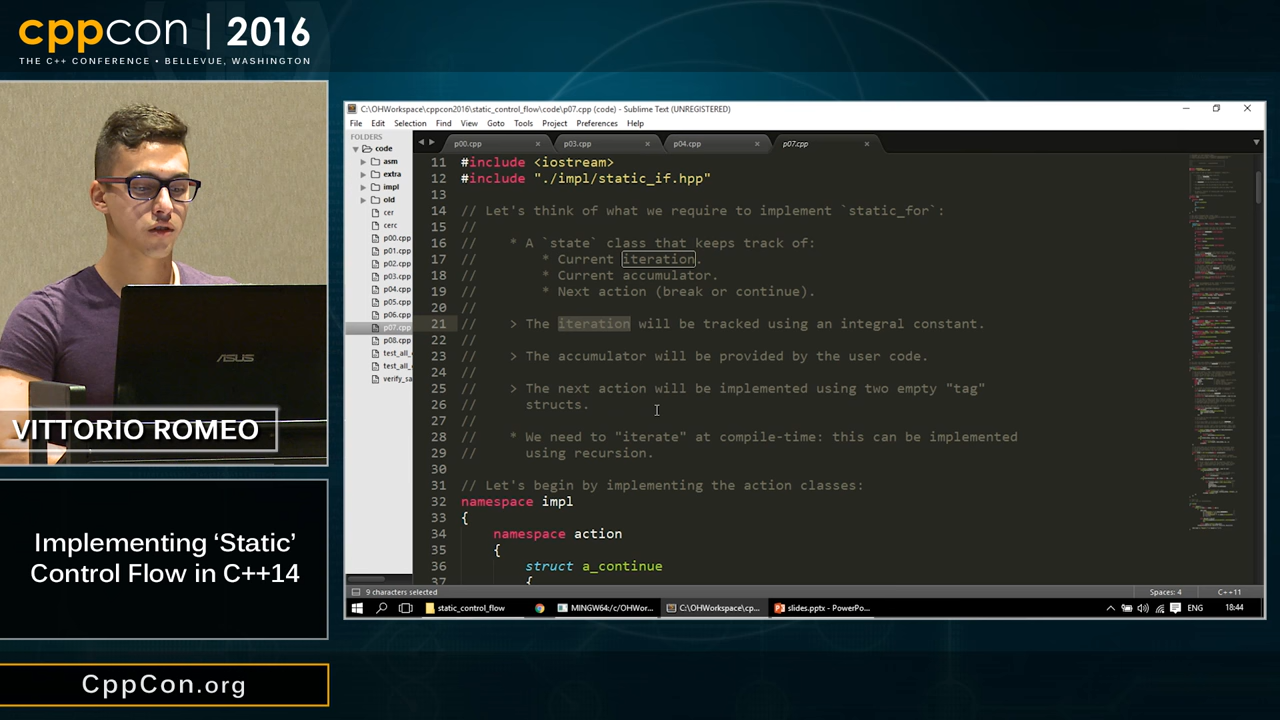 cppcon | 2016
THE C++ CONFERENCE • BELLEVUE, WASHINGTON
ASUS
VITTORIO ROMEO
Implementing ‘Static’
Control Flow in C++14
CppCon.org
C:\OHWorkspace\cppcon2016\static_control_flow\code\p07.cpp (code) - Sublime Text (UNREGISTERED)
File Edit Selection Find View Goto Tools Project Preferences Help
FOLDERS
code
asm
extra
impl
old
cer
cerc
p00.cpp
p01.cpp
p02.cpp
p03.cpp
p04.cpp
p05.cpp
p06.cpp
p07.cpp
p08.cpp
test_all_
test_all_
verify_sa
p00.cpp p03.cpp p04.cpp p07.cpp
11 #include <iostream>
12 #include "./impl/static_if.hpp"
13
14 // Let's think of what we require to implement `static_for`:
15 //
16 // * A `state` class that keeps track of:
17 // * Current iteration.
18 // * Current accumulator.
19 // * Next action (break or continue).
20 //
21 // > The iteration will be tracked using an integral constant.
22 //
23 // > The accumulator will be provided by the user code.
24 //
25 // > The next action will be implemented using two empty "tag"
26 // structs.
27 //
28 // * We need to "iterate" at compile-time: this can be implemented
29 // using recursion.
30
31 // Let's begin by implementing the action classes:
32 namespace impl
33 {
34 namespace action
35 {
36 struct a_continue
37 {
9 characters selected Spaces: 4 C++11
static_control_flow MINGW64:/c/OHWor... C:\OHWorkspace\cp... slides.pptx - PowerPo... ENG 18:44